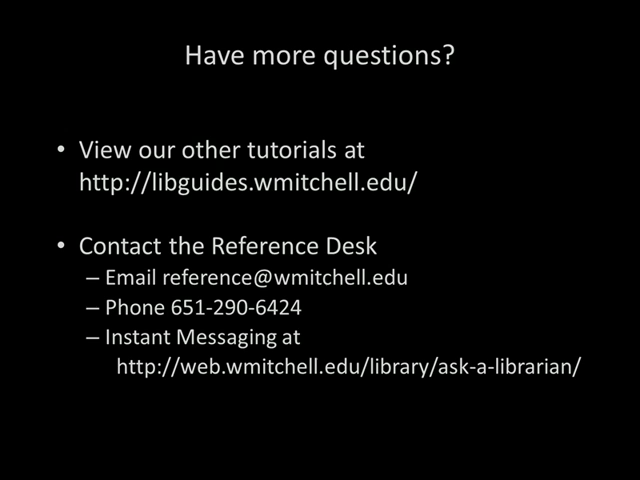 Have more questions?
• View our other tutorials at
http://libguides.wmitchell.edu/
• Contact the Reference Desk
– Email reference@wmitchell.edu
– Phone 651-290-6424
– Instant Messaging at
http://web.wmitchell.edu/library/ask-a-librarian/